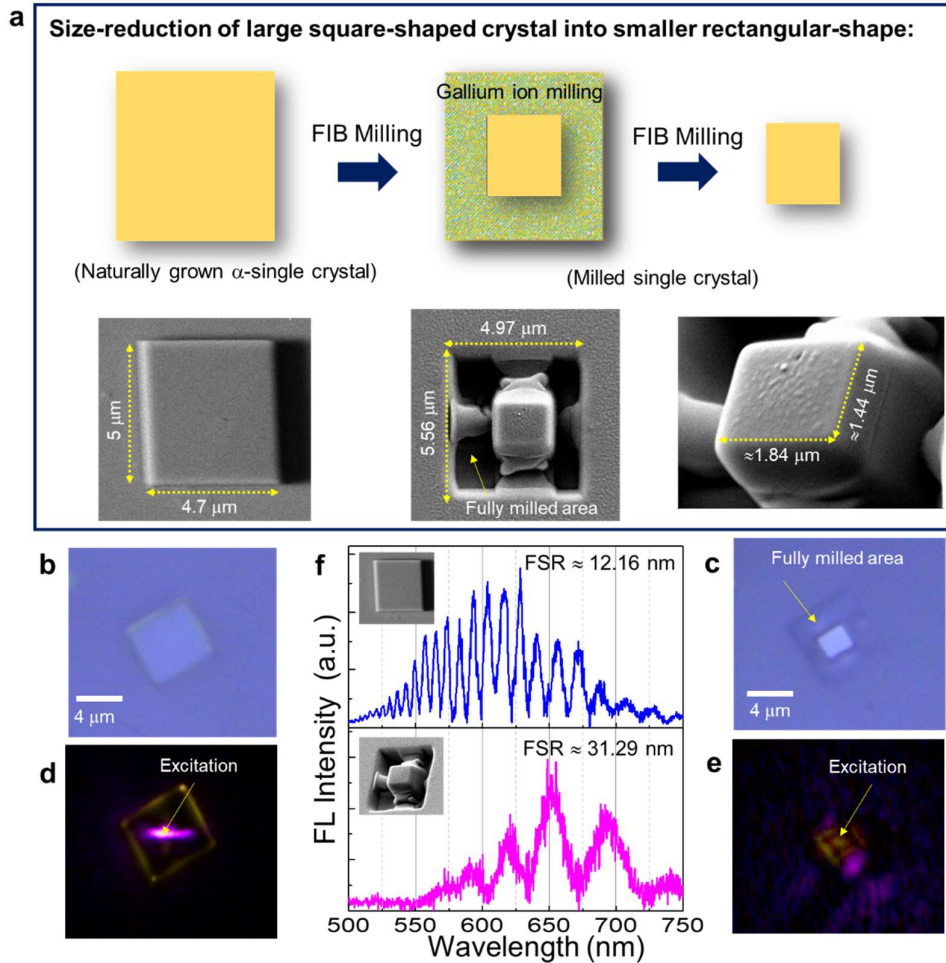 a
Size-reduction of large square-shaped crystal into smaller rectangular-shape:
FIB Milling
Gallium ion milling
FIB Milling
(Naturally grown α-single crystal)
(Milled single crystal)
5 μm
4.7 μm
4.97 μm
5.56 μm
Fully milled area
≈1.84 μm
≈1.44 μm
b
4 μm
f
FSR ≈ 12.16 nm
FSR ≈ 31.29 nm
FL Intensity (a.u.)
500 550 600 650 700 750
Wavelength (nm)
c
Fully milled area
4 μm
d
Excitation
e
Excitation